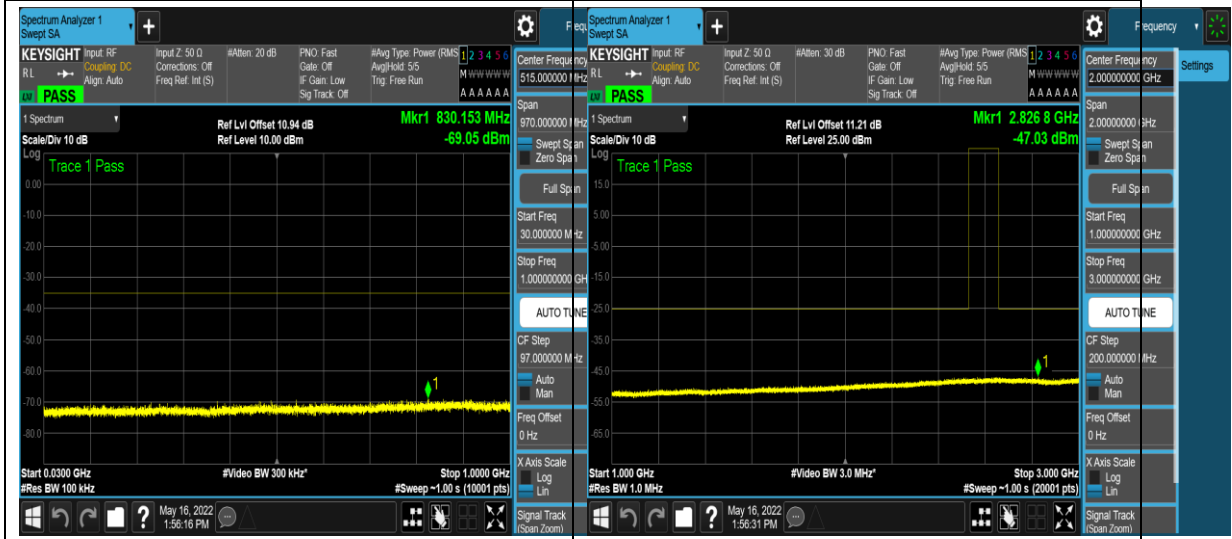 Spectrum Analyzer 1
Swept SA
+
KEYSIGHT
RL
PASS
Input: RF
Coupling: DC
Align: Auto
Input Z: 50 Ω
Corrections: Off
Freq Ref: Int (S)
#Atten: 20 dB
PNO: Fast
Gate: Off
IF Gain: Low
Sig Track: Off
#Avg Type: Power (RMS
Avg|Hold: 5/5
Trig: Free Run
1 2 3 4 5 6
M W W W W W
A A A A A A
1 Spectrum
Scale/Div 10 dB
Log
Ref Lvl Offset 10.94 dB
Ref Level 10.00 dBm
Mkr1 830.153 MHz
-69.05 dBm
Trace 1 Pass
0.00
-10.0
-20.0
-30.0
-40.0
-50.0
-60.0
-70.0
-80.0
1
Start 0.0300 GHz
#Res BW 100 kHz
#Video BW 300 kHz*
Stop 1.0000 GHz
#Sweep ~1.00 s (10001 pts)
?
May 16, 2022
1:56:16 PM
Center Frequency
515.000000 MHz
Span
970.000000 MHz
Swept Span
Zero Span
Full Span
Start Freq
30.000000 MHz
Stop Freq
1.000000000 GH
AUTO TUNE
CF Step
97.000000 MHz
Auto
Man
Freq Offset
0 Hz
X Axis Scale
Log
Lin
Signal Track
(Span Zoom)
Spectrum Analyzer 1
Swept SA
+
KEYSIGHT
RL
PASS
Input: RF
Coupling: DC
Align: Auto
Input Z: 50 Ω
Corrections: Off
Freq Ref: Int (S)
#Atten: 30 dB
PNO: Fast
Gate: Off
IF Gain: Low
Sig Track: Off
#Avg Type: Power (RMS
Avg|Hold: 5/5
Trig: Free Run
1 2 3 4 5 6
M W W W W W
A A A A A A
1 Spectrum
Scale/Div 10 dB
Log
Ref Lvl Offset 11.21 dB
Ref Level 25.00 dBm
Mkr1 2.826 8 GHz
-47.03 dBm
Trace 1 Pass
15.0
5.00
-5.00
-15.0
-25.0
-35.0
-45.0
-55.0
-65.0
1
Start 1.000 GHz
#Res BW 1.0 MHz
#Video BW 3.0 MHz*
Stop 3.000 GHz
#Sweep ~1.00 s (20001 pts)
?
May 16, 2022
1:56:31 PM
Frequency
Settings
Center Frequency
2.000000000 GHz
Span
2.00000000 GHz
Swept Span
Zero Span
Full Span
Start Freq
1.000000000 GHz
Stop Freq
3.000000000 GHz
AUTO TUNE
CF Step
200.000000 MHz
Auto
Man
Freq Offset
0 Hz
X Axis Scale
Log
Lin
Signal Track
(Span Zoom)